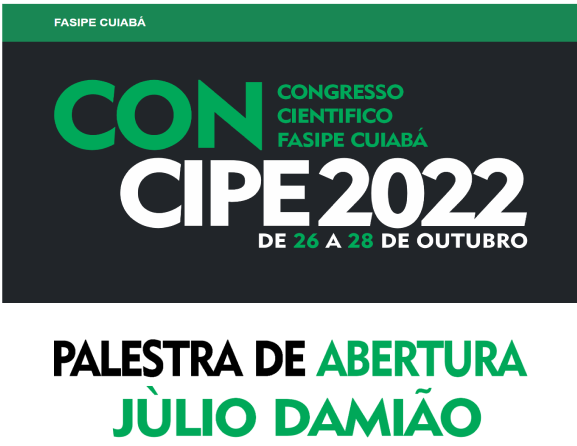 FASIPE CUIABÁ
CON
CONGRESSO
CIENTIFICO
FASIPE CUIABÁ
CIPE 2022
DE 26 A 28 DE OUTUBRO
PALESTRA DE ABERTURA
JÙLIO DAMIÃO